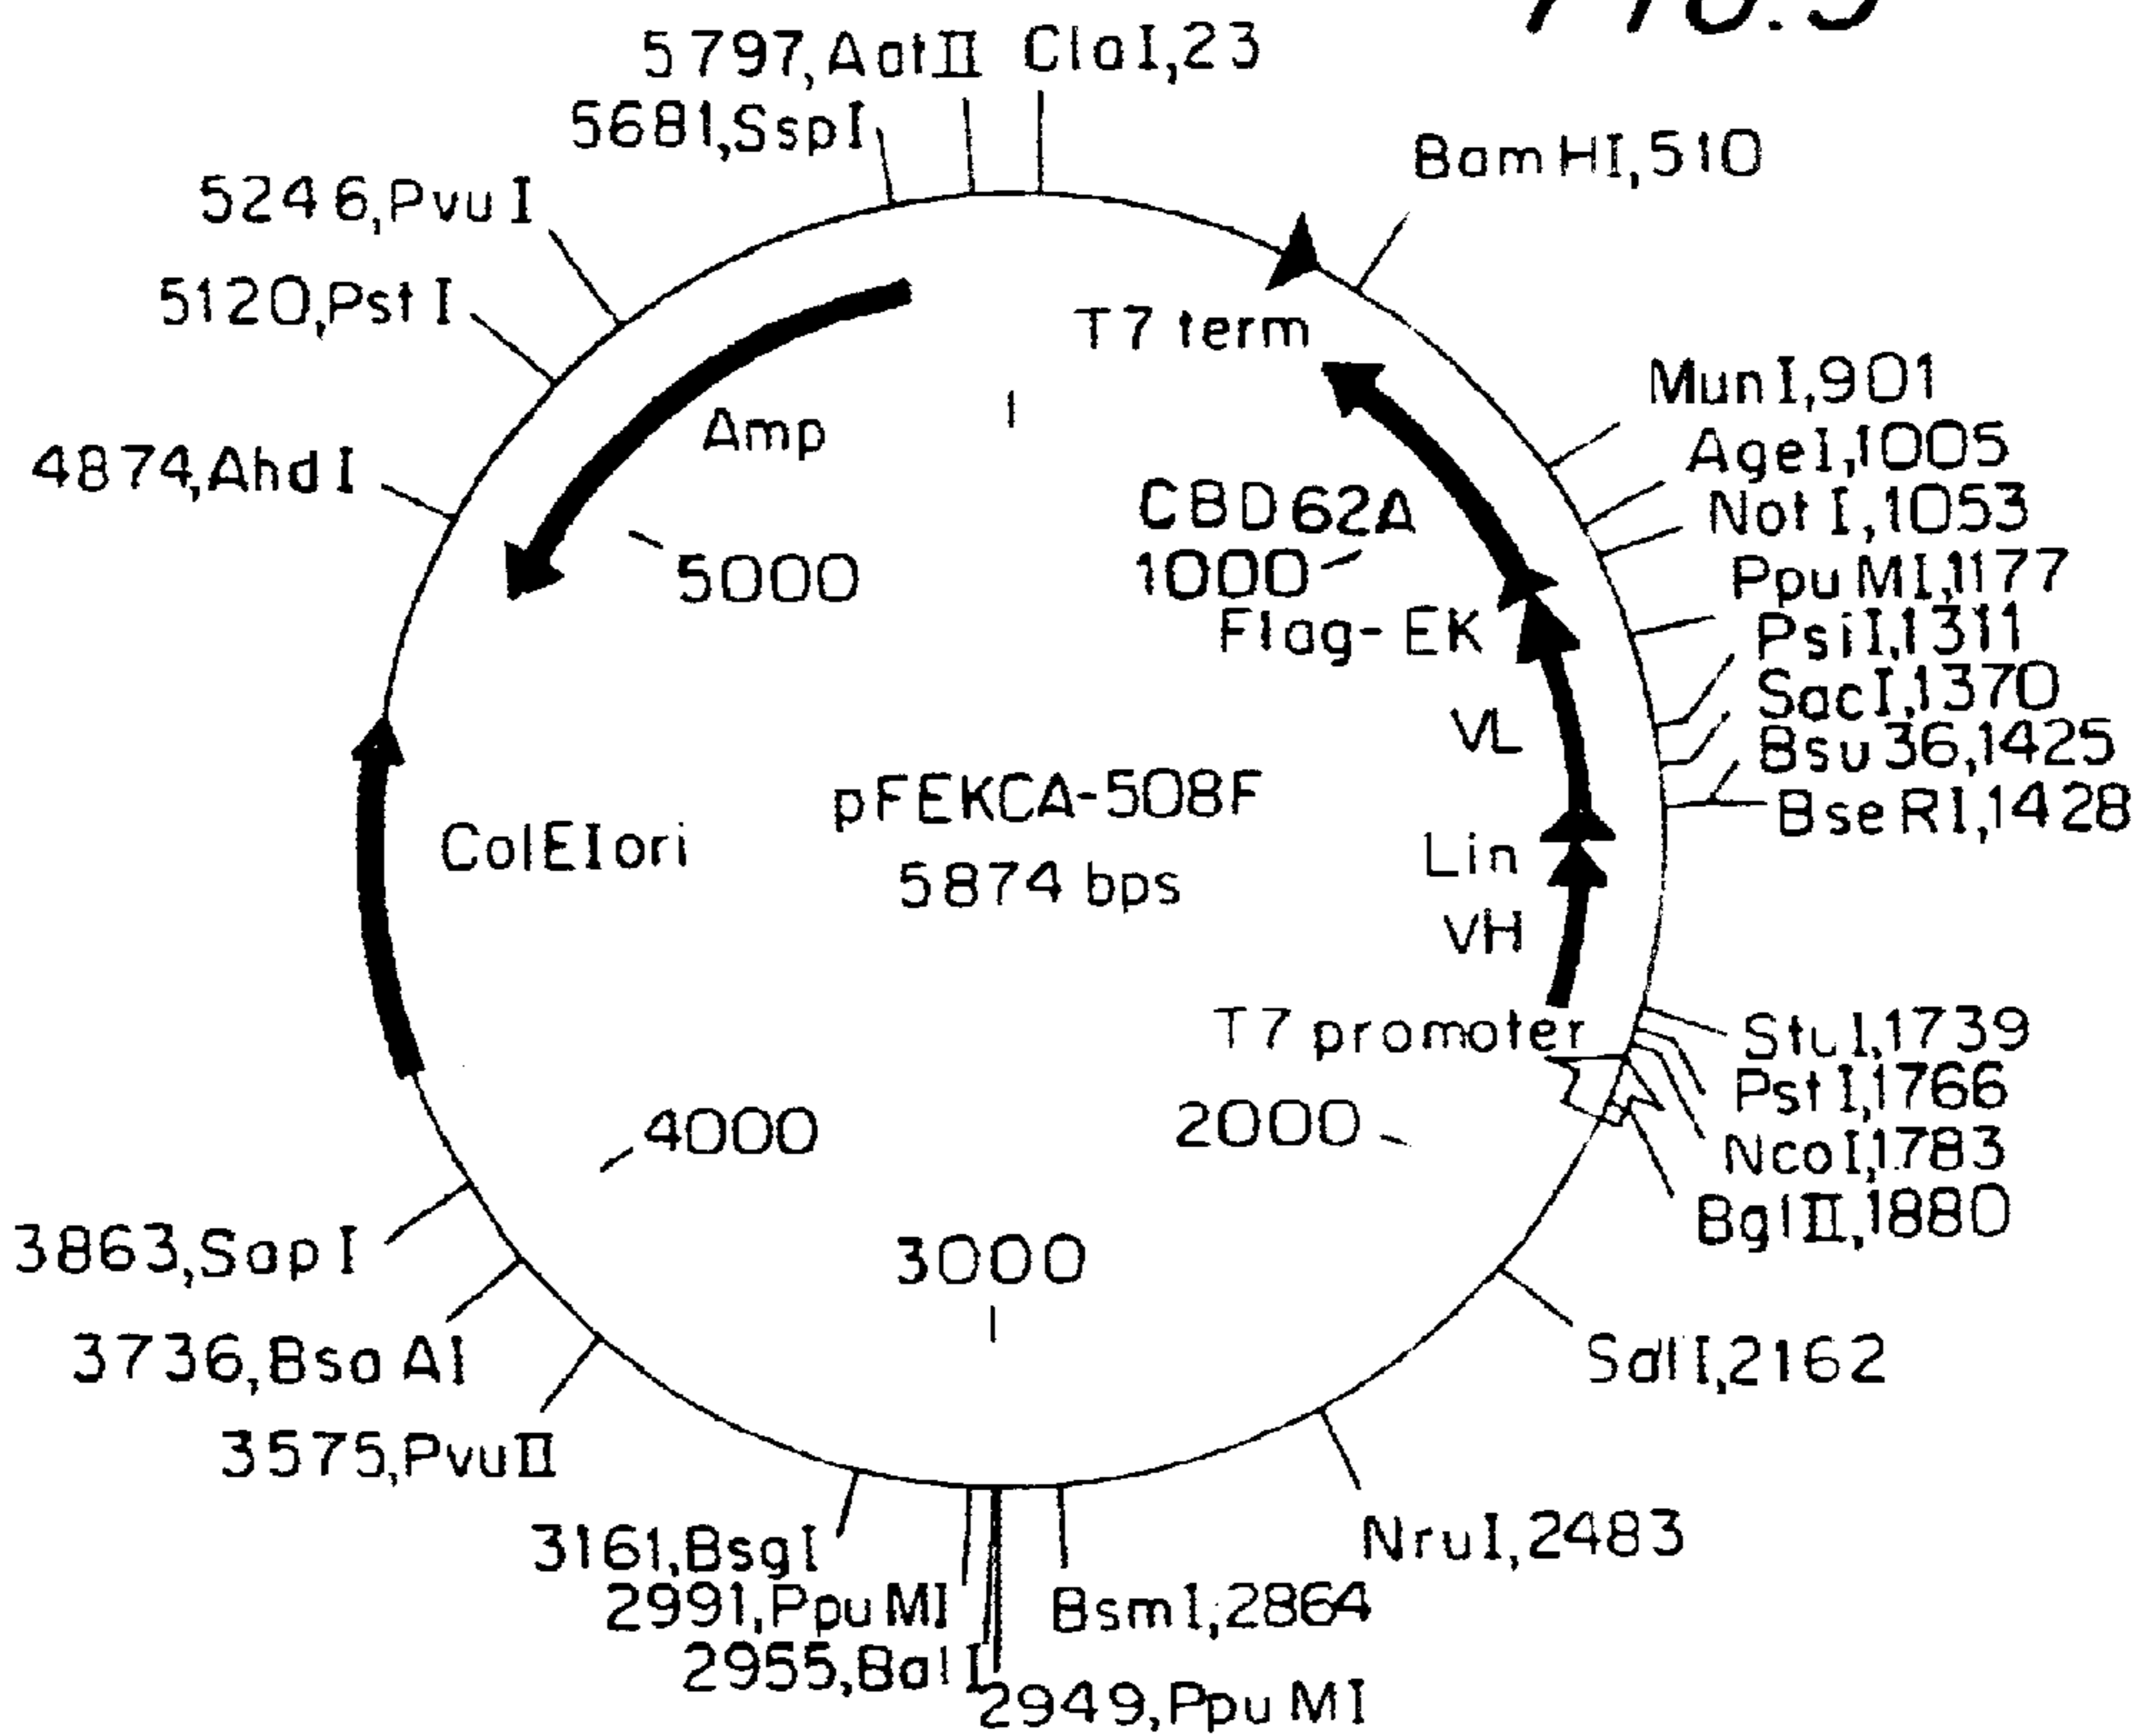 FIG. 5
5797, AatII
ClaI, 23
5681, SspI
BamHI, 510
5246, PvuI
5120, PstI
T7 term
MunI, 901
Amp
AgeI, 1005
4874, AhdI
CBD62A
NotI, 1053
5000
1000
PpuMI, 1177
Flag-EK
PsiI, 1311
SacI, 1370
VL
Bsu36, 1425
pFEKCA-508F
BseRI, 1428
ColEIori
Lin
5874 bps
VH
T7 promoter
StuI, 1739
PstI, 1766
4000
2000
NcoI, 1783
BglII, 1880
3863, SapI
3000
3736, BsaAI
SalI, 2162
3575, PvuII
3161, BsgI
NruI, 2483
2991, PpuMI
BsmI, 2864
2955, BalI
2949, PpuMI